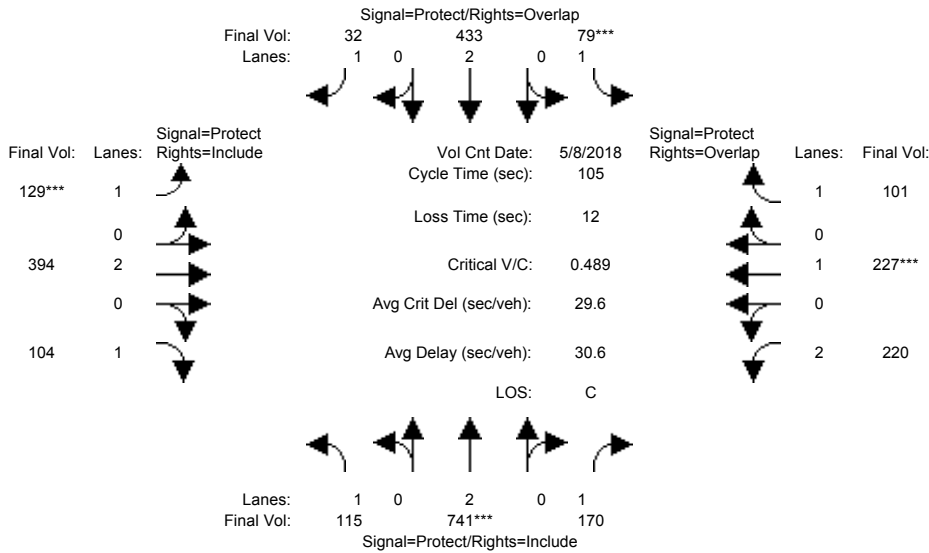 Signal=Protect/Rights=Overlap
Final Vol: 32 433 79***
Lanes: 1 0 2 0 1
Signal=Protect Signal=Protect
Final Vol: Lanes: Rights=Include Vol Cnt Date: 5/8/2018 Rights=Overlap Lanes: Final Vol:
Cycle Time (sec): 105
129*** 1 1 101
Loss Time (sec): 12
0 0
394 2 Critical V/C: 0.489 1 227***
0 Avg Crit Del (sec/veh): 29.6 0
104 1 Avg Delay (sec/veh): 30.6 2 220
LOS: C
Lanes: 1 0 2 0 1
Final Vol: 115 741*** 170
Signal=Protect/Rights=Include